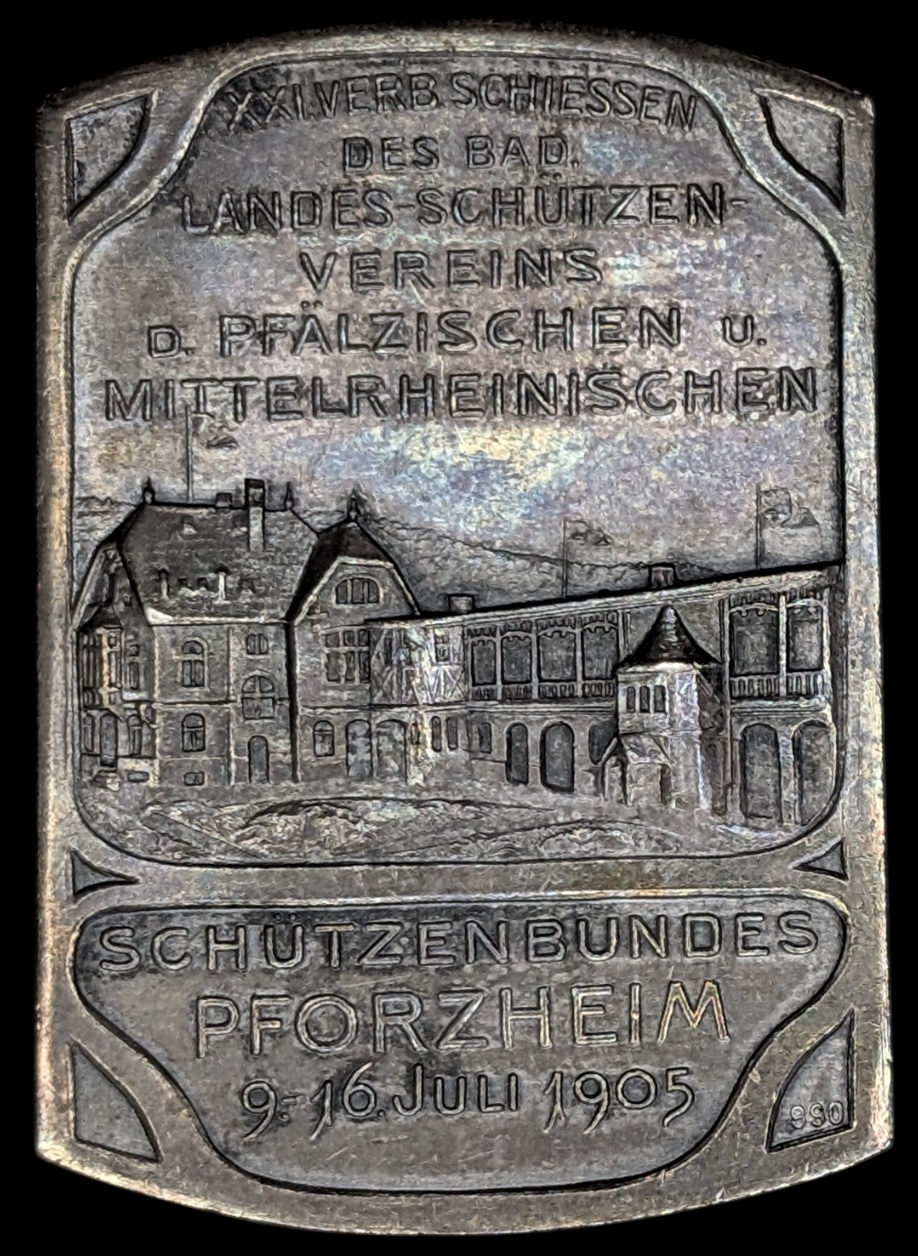 XXI. VERB. SCHIESSEN
DES BAD.
LANDES-SCHÜTZEN-
VEREINS
D. PFÄLZISCHEN U.
MITTELRHEINISCHEN
SCHÜTZENBUNDES
PFORZHEIM
9.-16. JULI 1905
990